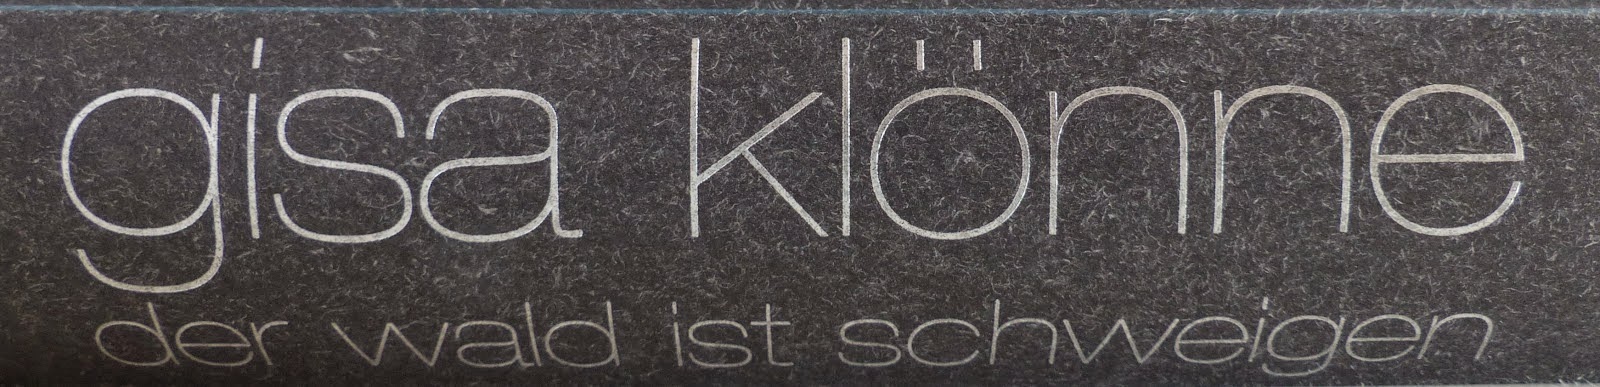 gisa klönne
der wald ist schweigen